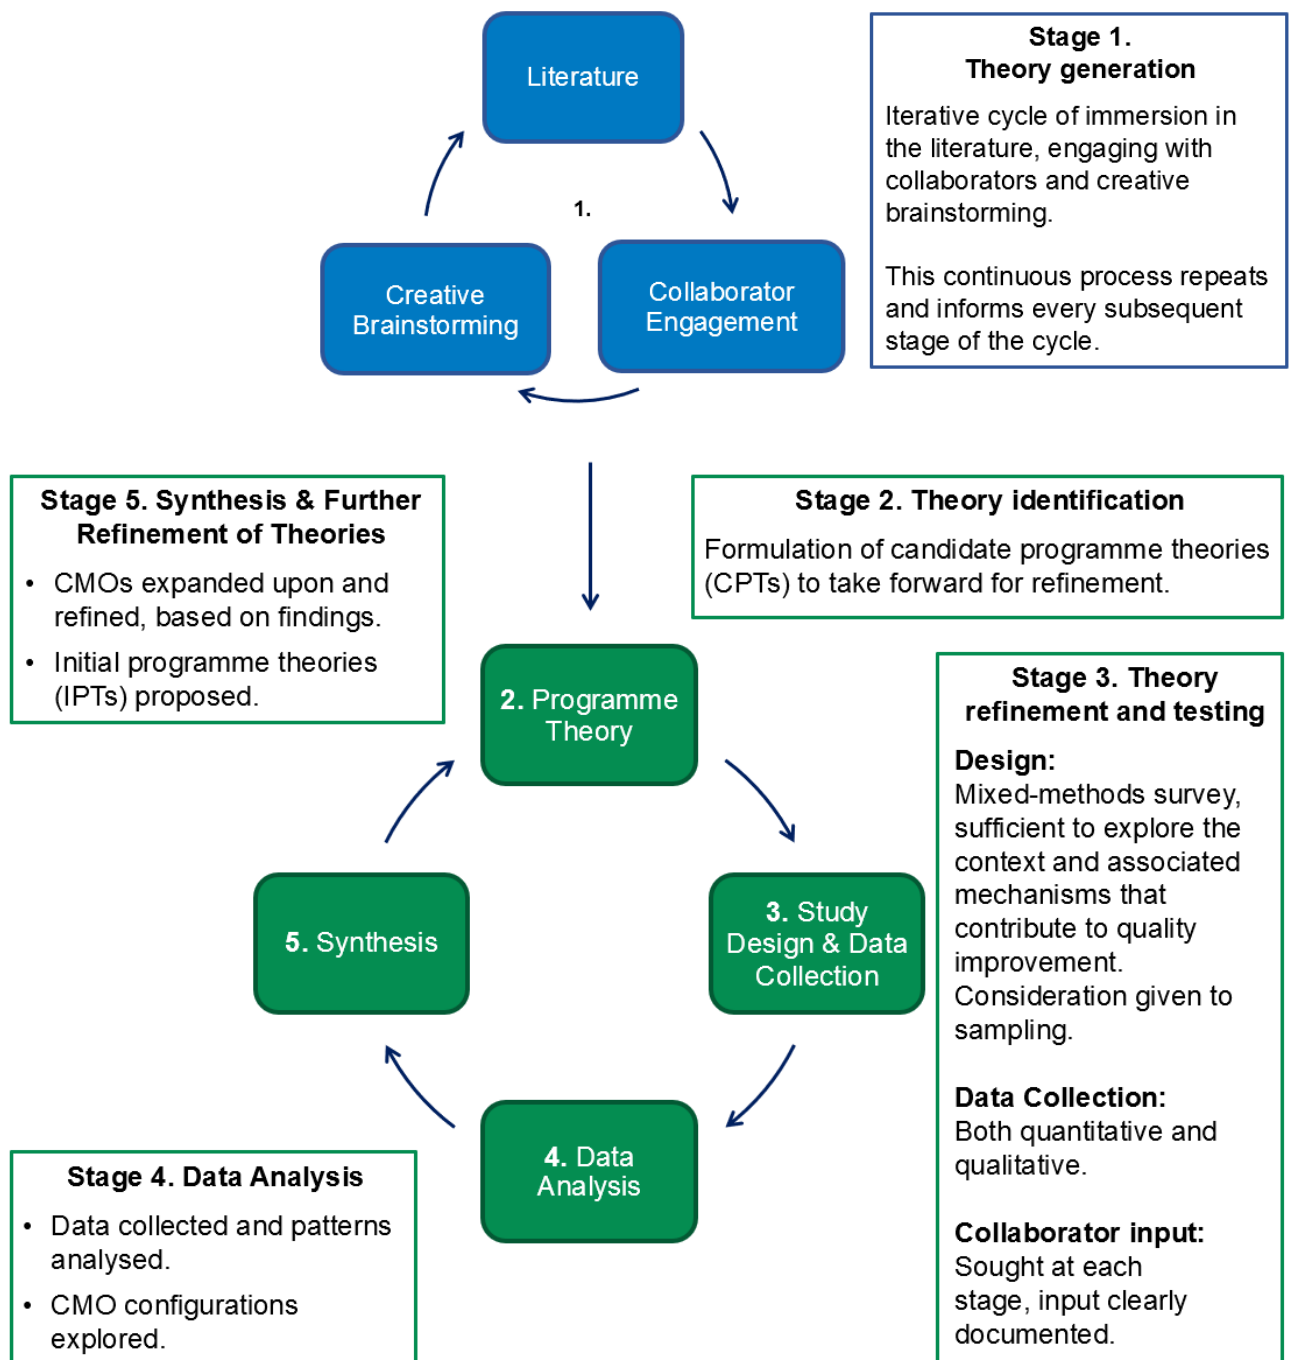 Literature
1.
Creative
Brainstorming
Collaborator
Engagement
Stage 1.
Theory generation
Iterative cycle of immersion in
the literature, engaging with
collaborators and creative
brainstorming.
This continuous process repeats
and informs every subsequent
stage of the cycle.
Stage 5. Synthesis & Further
Refinement of Theories
• CMOs expanded upon and
refined, based on findings.
• Initial programme theories
(IPTs) proposed.
Stage 2. Theory identification
Formulation of candidate programme theories
(CPTs) to take forward for refinement.
2. Programme
Theory
3. Study
Design & Data
Collection
5. Synthesis
4. Data
Analysis
Stage 3. Theory
refinement and testing
Design:
Mixed-methods survey,
sufficient to explore the
context and associated
mechanisms that
contribute to quality
improvement.
Consideration given to
sampling.
Data Collection:
Both quantitative and
qualitative.
Collaborator input:
Sought at each
stage, input clearly
documented.
Stage 4. Data Analysis
• Data collected and patterns
analysed.
• CMO configurations
explored.